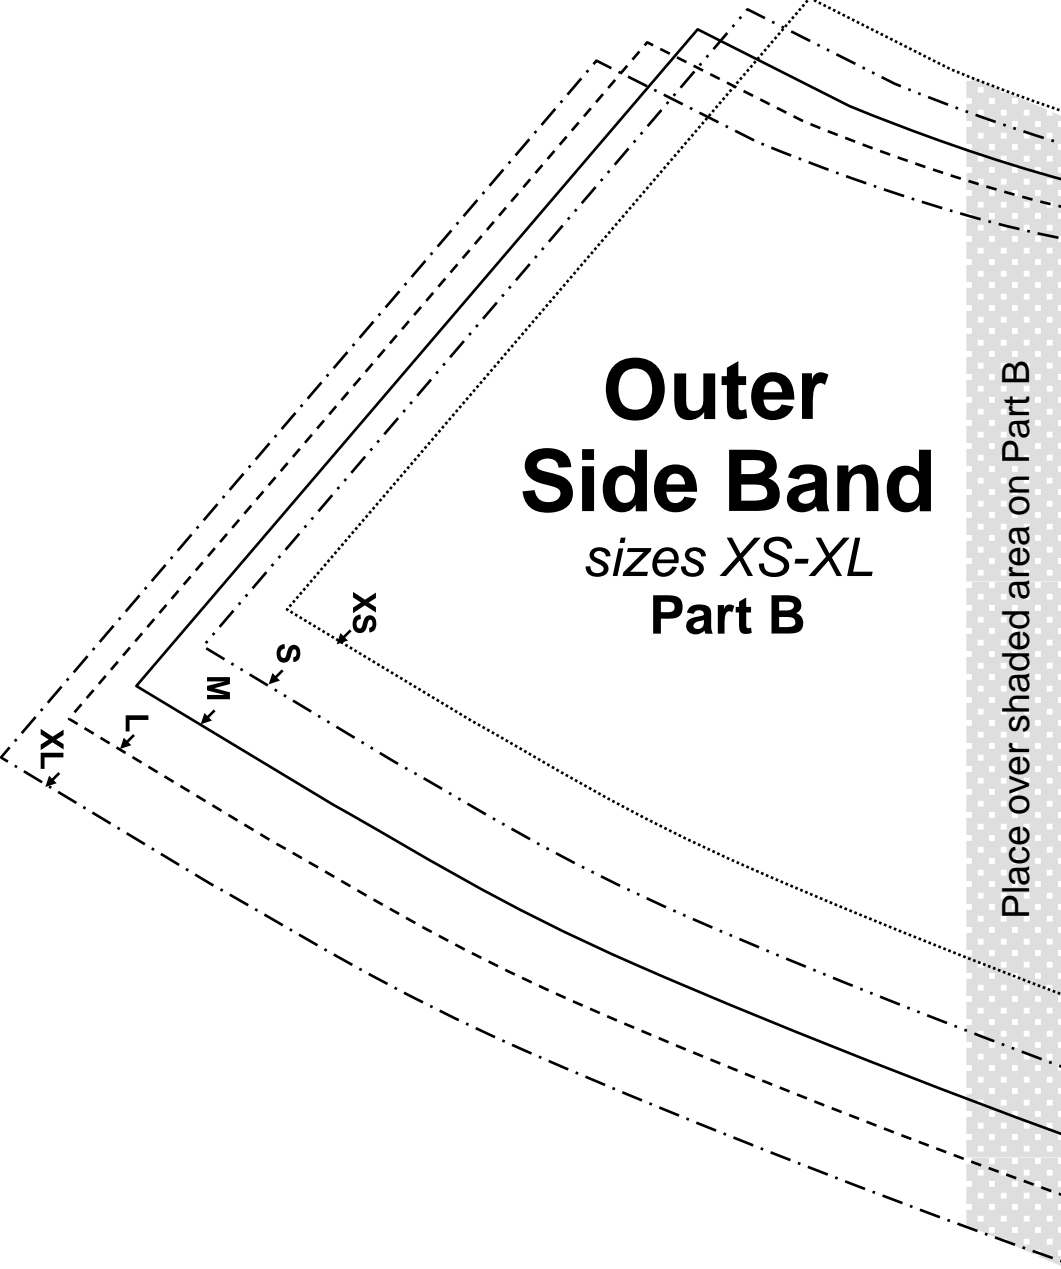 Outer
Side Band
sizes XS-XL
Part B
XS
S
M
L
XL
Place over shaded area on Part B